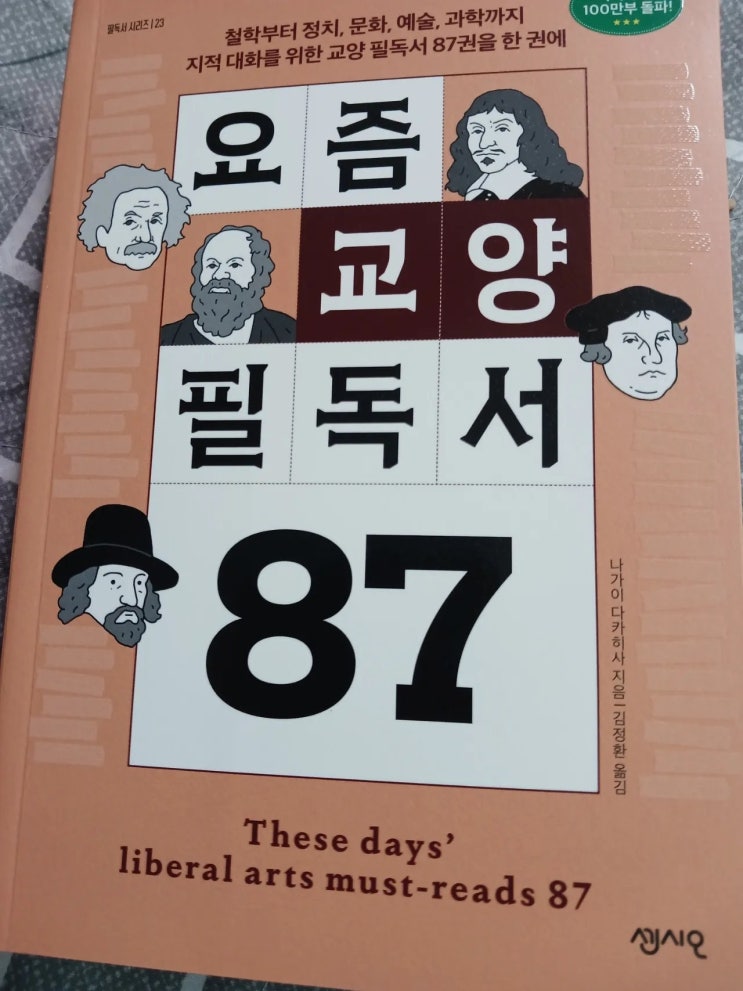 필독서 시리즈 | 23
철학부터 정치, 문화, 예술, 과학까지
지적 대화를 위한 교양 필독서 87권을 한 권에
100만부 돌파!
요즘
교양
필독서
87
나가이 다카히사 지음 | 김정환 옮김
These days'
liberal arts must-reads 87
센시오